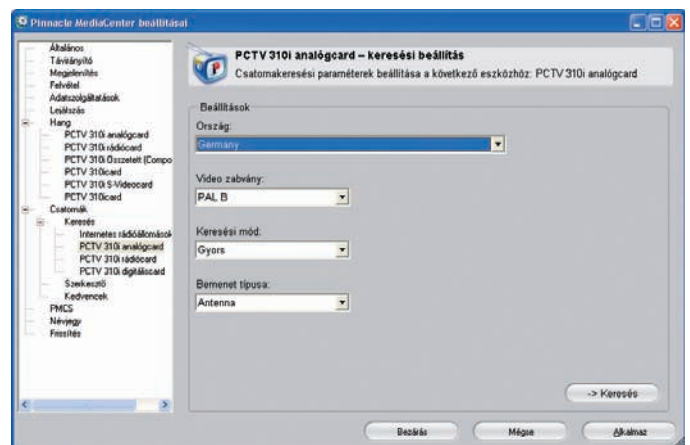 Pinnacle MediaCenter beállításai
Általános
Távirányító
Megjelenítés
Felvétel
Adatszolgáltatások
Lejátszás
Hang
PCTV 310i analógcard
PCTV 310i rádiócard
PCTV 310i Összetett (Compo
PCTV 310icard
PCTV 310i S-Videocard
PCTV 310icard
Csatornák
Keresés
Internetes rádióállomások
PCTV 310i analógcard
PCTV 310i rádiócard
PCTV 310i digitáliscard
Szerkesztő
Kedvencek
PMCS
Névjegy
Frissítés
PCTV 310i analógcard – keresési beállítás
Csatornakeresési paraméterek beállítása a következő eszközhöz: PCTV 310i analógcard
Beállítások
Ország:
Germany
Video zabvány:
PAL B
Keresési mód:
Gyors
Bemenet típusa:
Antenna
-> Keresés
Bezárás
Mégse
Alkalmaz